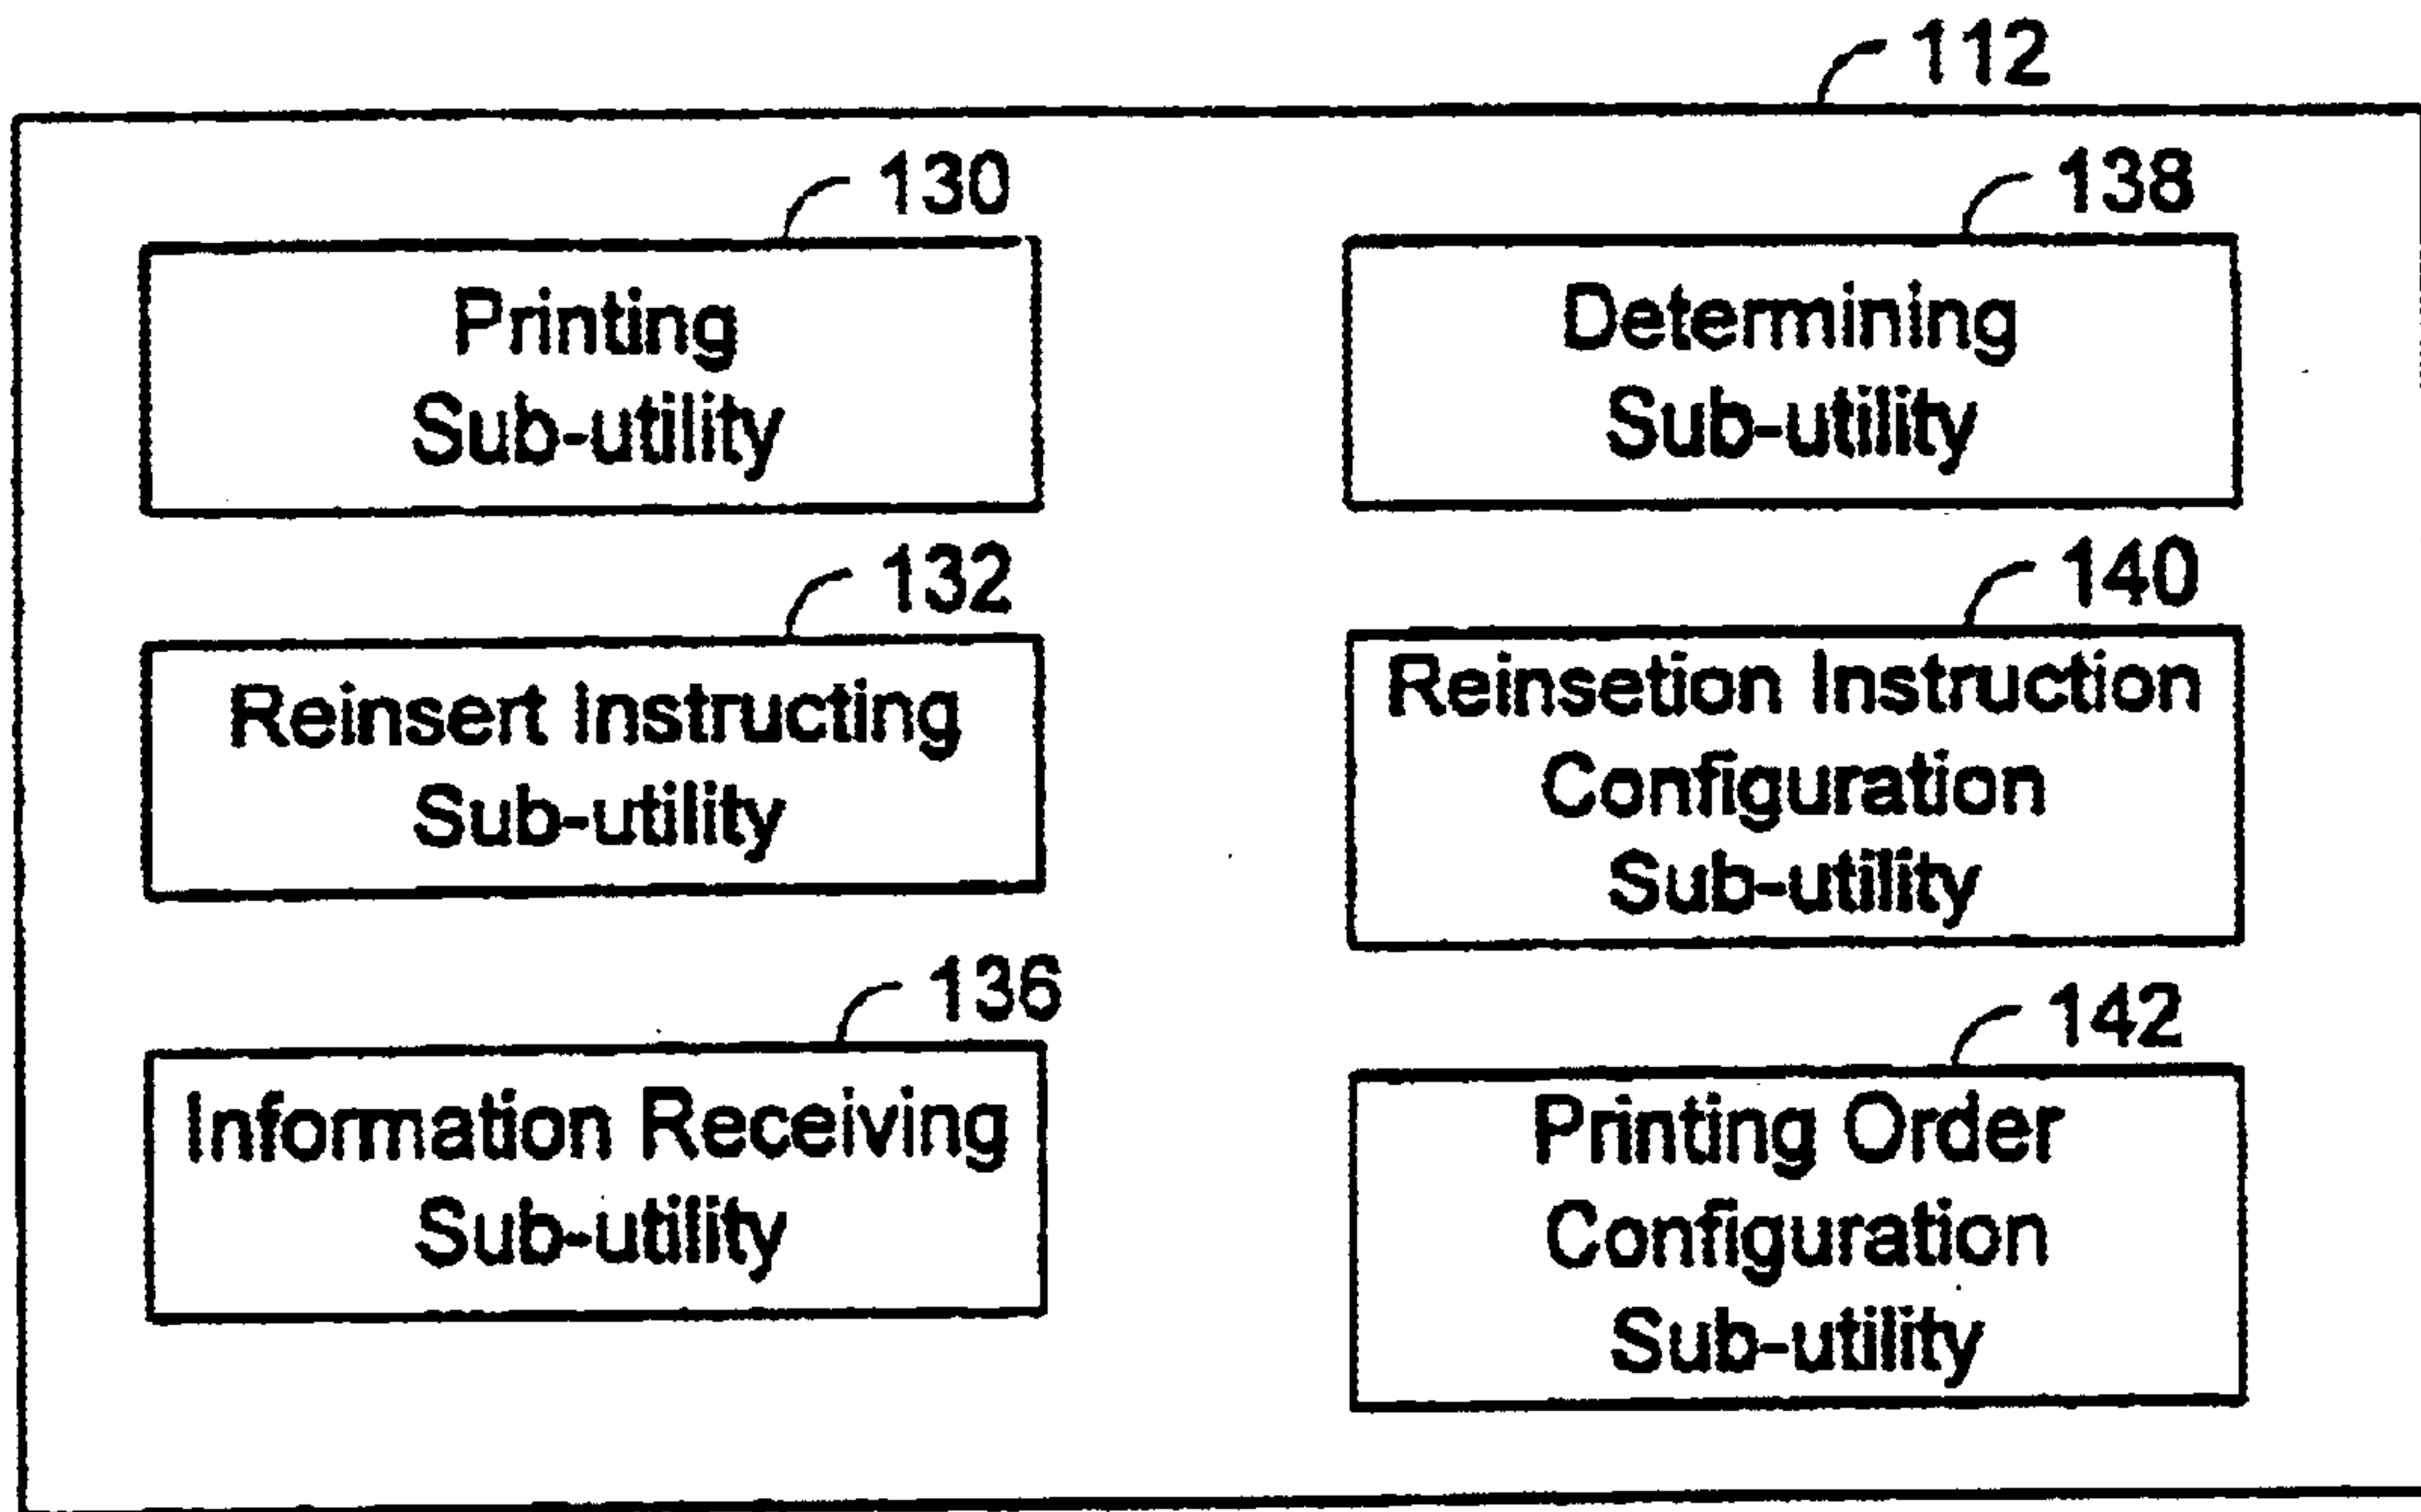 112
130
Printing
Sub-utility
138
Determining
Sub-utility
132
Reinsert Instructing
Sub-utility
140
Reinsetion Instruction
Configuration
Sub-utility
136
Information Receiving
Sub-utility
142
Printing Order
Configuration
Sub-utility